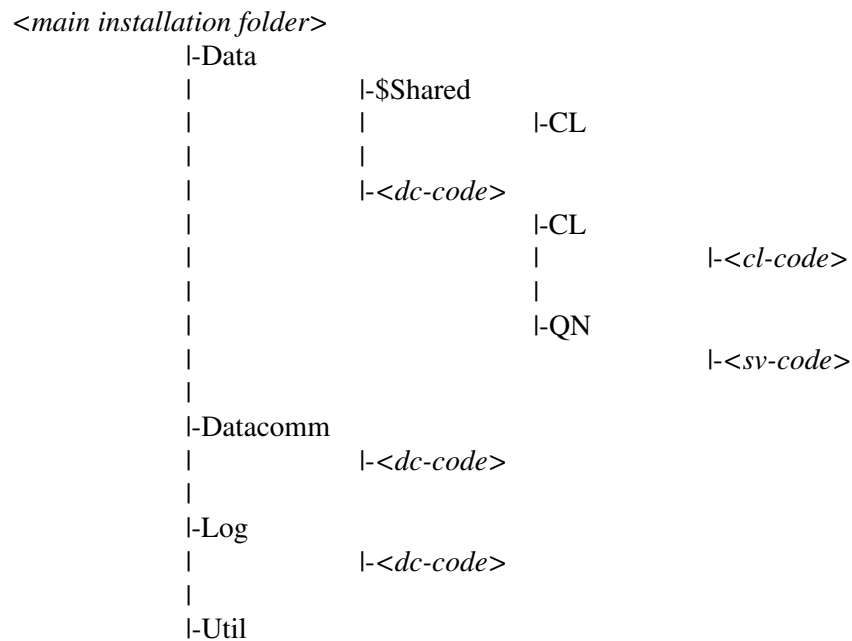 <main installation folder>
|-Data
| |-$Shared
| | |-CL
| |
| |-<dc-code>
| |-CL
| | |-<cl-code>
| |
| |-QN
| |-<sv-code>
|
|-Datacomm
| |-<dc-code>
|
|-Log
| |-<dc-code>
|
|-Util